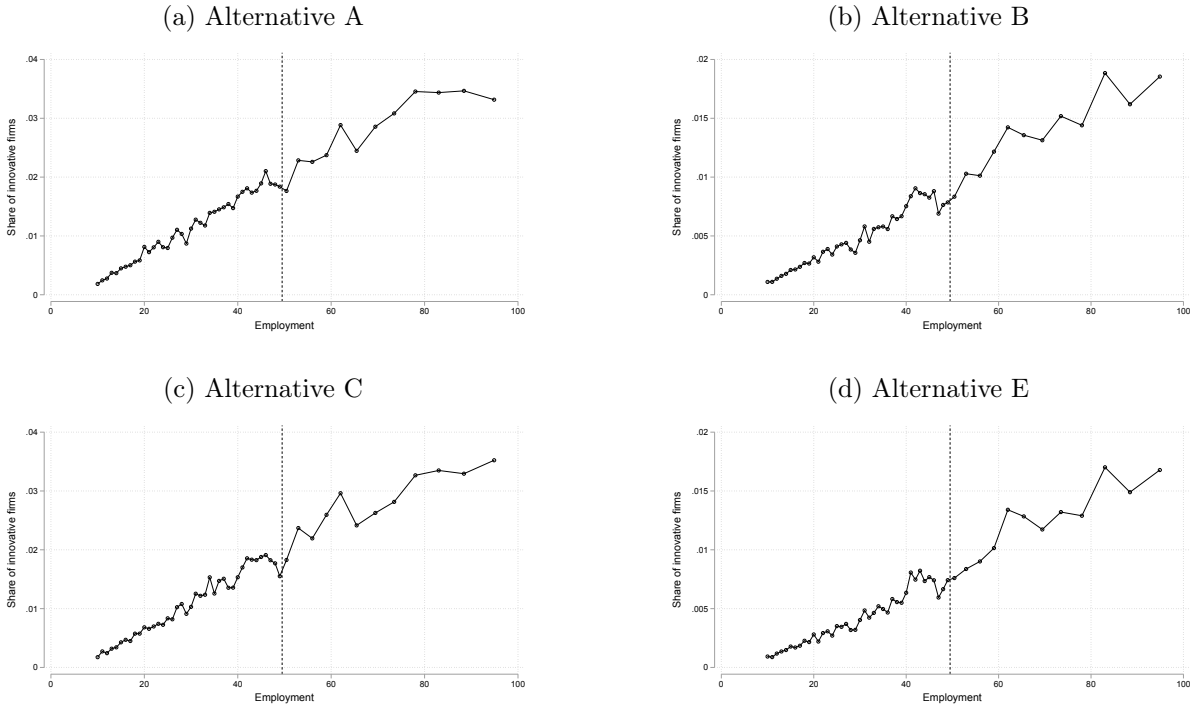 (a) Alternative A
(b) Alternative B
.04
.03
.02
.01
0
Share of innovative firms
0 20 40 60 80 100
Employment
.02
.015
.01
.005
0
Share of innovative firms
0 20 40 60 80 100
Employment
(c) Alternative C
(d) Alternative E
.04
.03
.02
.01
0
Share of innovative firms
0 20 40 60 80 100
Employment
.02
.015
.01
.005
0
Share of innovative firms
0 20 40 60 80 100
Employment